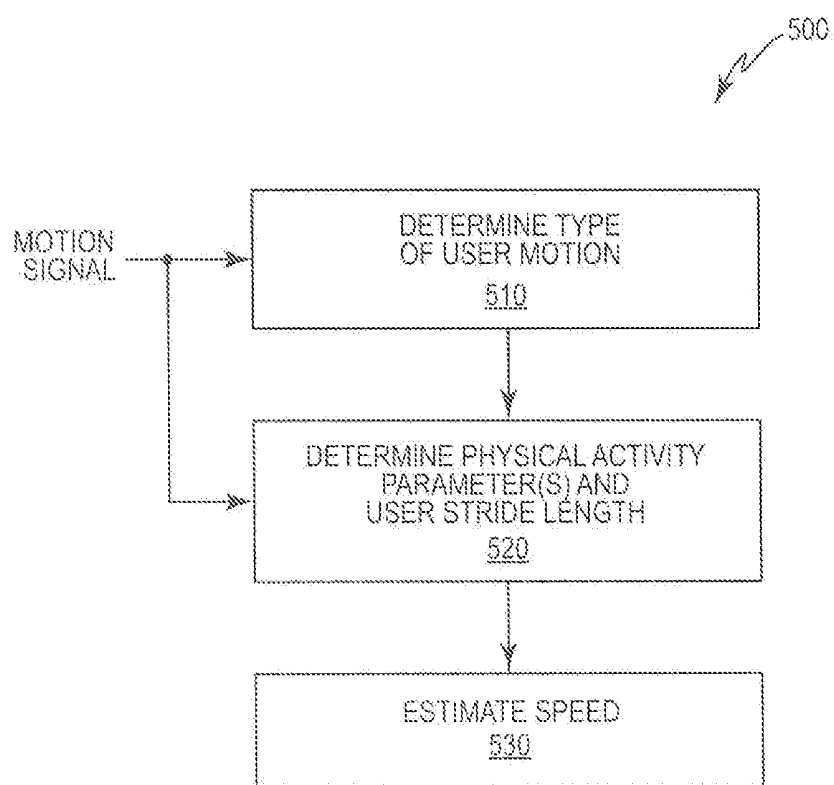 500
MOTION
SIGNAL
DETERMINE TYPE
OF USER MOTION
510
DETERMINE PHYSICAL ACTIVITY
PARAMETER(S) AND
USER STRIDE LENGTH
520
ESTIMATE SPEED
530